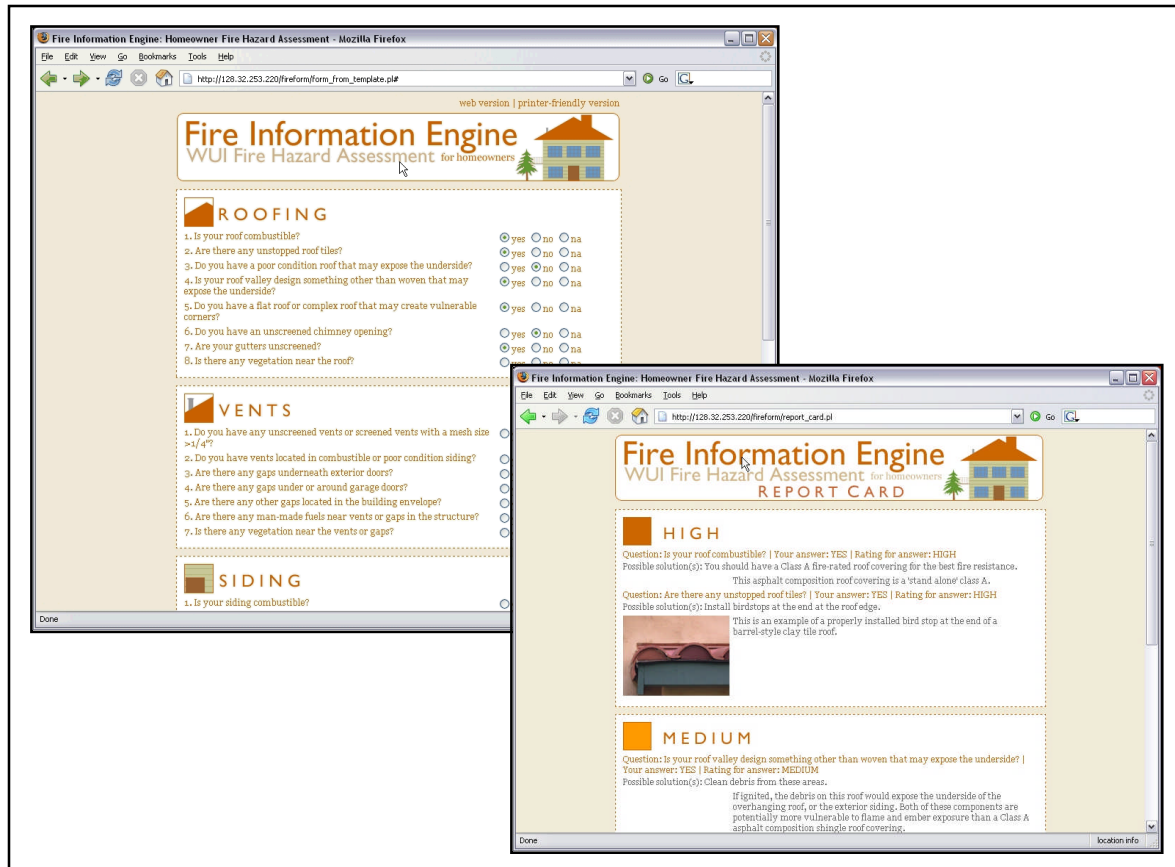 Fire Information Engine: Homeowner Fire Hazard Assessment - Mozilla Firefox
File Edit View Go Bookmarks Tools Help
http://128.32.253.220/fireform/form_from_template.pl#
Go
G
web version | printer-friendly version
Fire Information Engine
WUI Fire Hazard Assessment for homeowners
ROOFING
1. Is your roof combustible?
yes no na
2. Are there any unstopped roof tiles?
yes no na
3. Do you have a poor condition roof that may expose the underside?
yes no na
4. Is your roof valley design something other than woven that may
expose the underside?
yes no na
5. Do you have a flat roof or complex roof that may create vulnerable
corners?
yes no na
6. Do you have an unscreened chimney opening?
yes no na
7. Are your gutters unscreened?
yes no na
8. Is there any vegetation near the roof?
yes no na
VENTS
1. Do you have any unscreened vents or screened vents with a mesh size
>1/4"?
2. Do you have vents located in combustible or poor condition siding?
3. Are there any gaps underneath exterior doors?
4. Are there any gaps under or around garage doors?
5. Are there any other gaps located in the building envelope?
6. Are there any man-made fuels near vents or gaps in the structure?
7. Is there any vegetation near the vents or gaps?
SIDING
1. Is your siding combustible?
Done
Fire Information Engine: Homeowner Fire Hazard Assessment - Mozilla Firefox
File Edit View Go Bookmarks Tools Help
http://128.32.253.220/fireform/report_card.pl
Go
G
Fire Information Engine
WUI Fire Hazard Assessment for homeowners
REPORT CARD
HIGH
Question: Is your roof combustible? | Your answer: YES | Rating for answer: HIGH
Possible solution(s): You should have a Class A fire-rated roof covering for the best fire resistance.
This asphalt composition roof covering is a 'stand alone' class A.
Question: Are there any unstopped roof tiles? | Your answer: YES | Rating for answer: HIGH
Possible solution(s): Install birdstops at the end at the roof edge.
This is an example of a properly installed bird stop at the end of a
barrel-style clay tile roof.
MEDIUM
Question: Is your roof valley design something other than woven that may expose the underside? |
Your answer: YES | Rating for answer: MEDIUM
Possible solution(s): Clean debris from these areas.
If ignited, the debris on this roof would expose the underside of the
overhanging roof, or the exterior siding. Both of these components are
potentially more vulnerable to flame and ember exposure than a Class A
asphalt composition shingle roof covering.
Done
location info